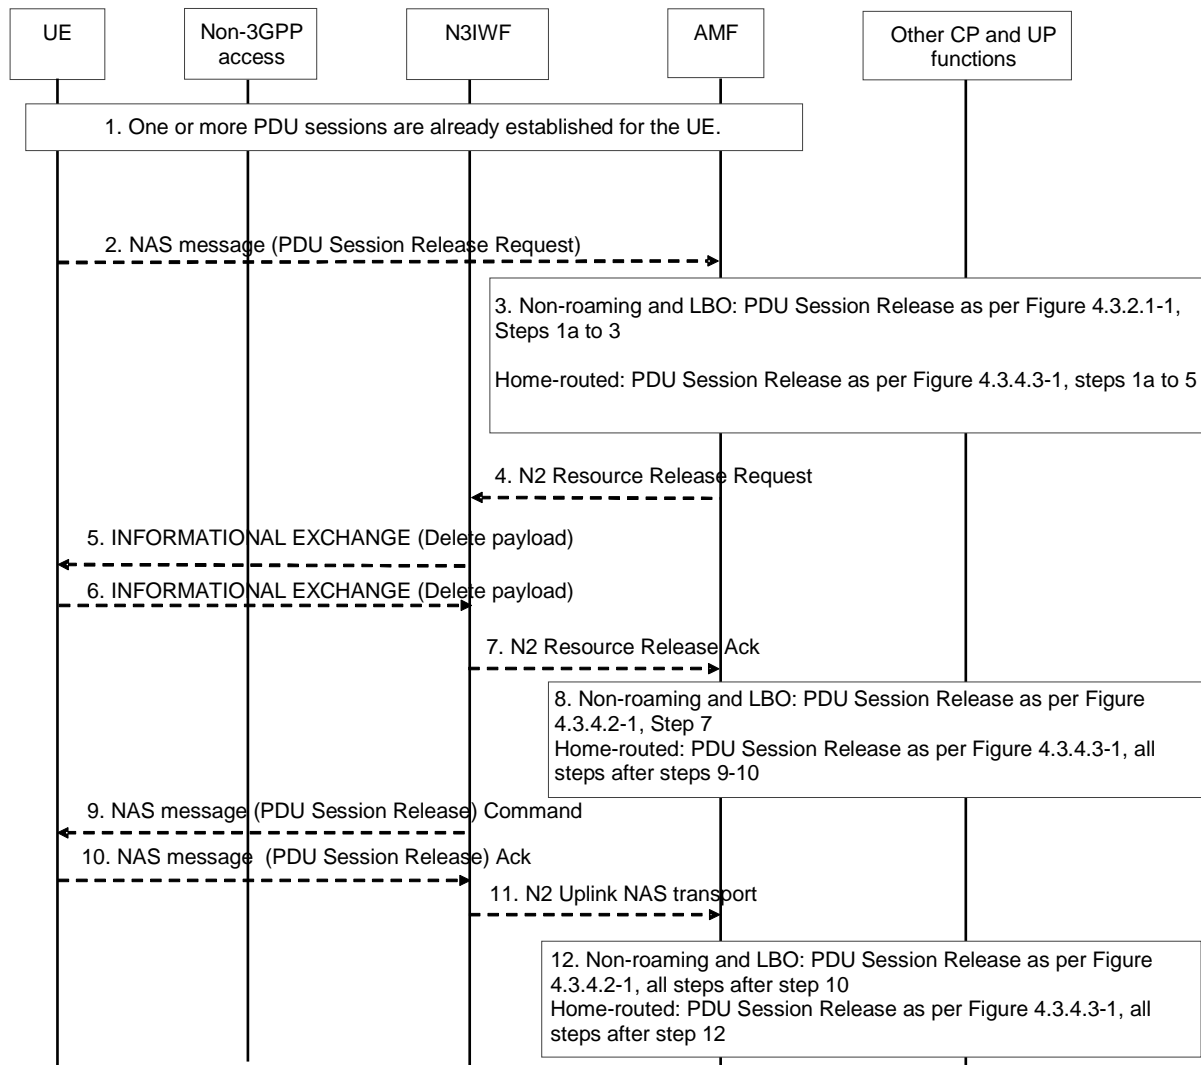 UE
Non-3GPP
access
N3IWF
AMF
Other CP and UP
functions
1. One or more PDU sessions are already established for the UE.
2. NAS message (PDU Session Release Request)
3. Non-roaming and LBO: PDU Session Release as per Figure 4.3.2.1-1,
Steps 1a to 3
Home-routed: PDU Session Release as per Figure 4.3.4.3-1, steps 1a to 5
4. N2 Resource Release Request
5. INFORMATIONAL EXCHANGE (Delete payload)
6. INFORMATIONAL EXCHANGE (Delete payload)
7. N2 Resource Release Ack
8. Non-roaming and LBO: PDU Session Release as per Figure
4.3.4.2-1, Step 7
Home-routed: PDU Session Release as per Figure 4.3.4.3-1, all
steps after steps 9-10
9. NAS message (PDU Session Release) Command
10. NAS message (PDU Session Release) Ack
11. N2 Uplink NAS transport
12. Non-roaming and LBO: PDU Session Release as per Figure
4.3.4.2-1, all steps after step 10
Home-routed: PDU Session Release as per Figure 4.3.4.3-1, all
steps after step 12